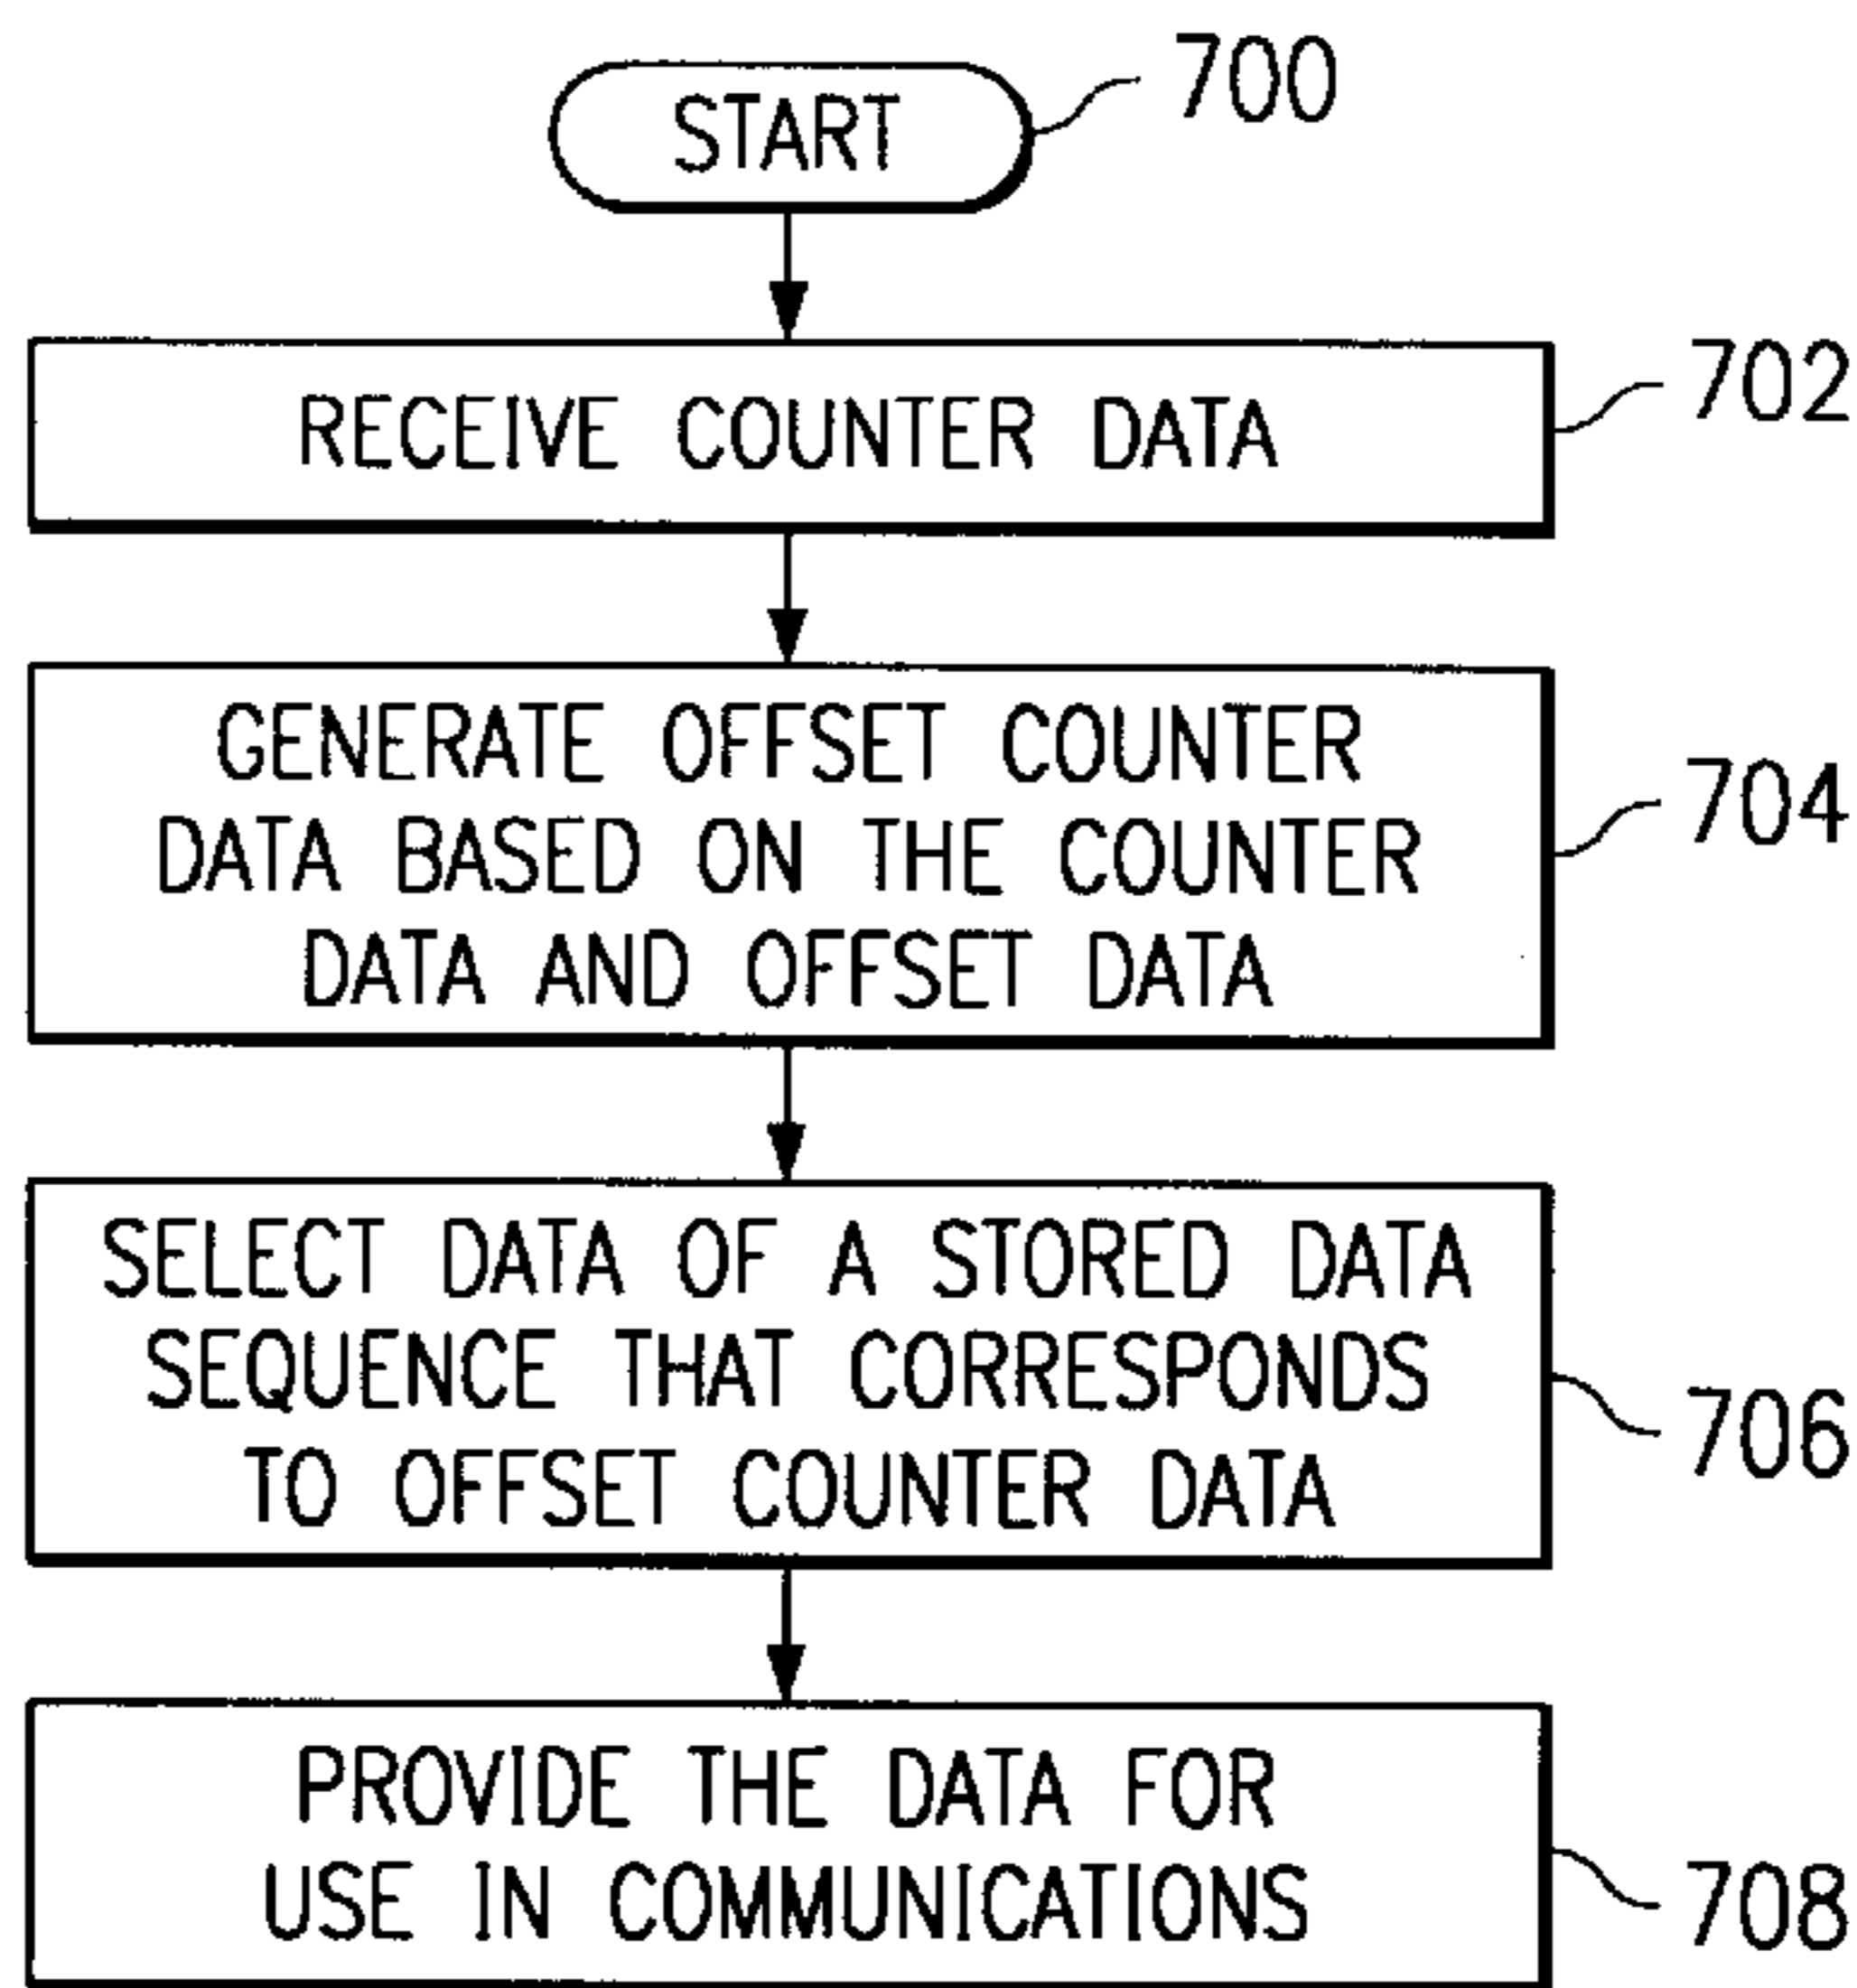 START
700
RECEIVE COUNTER DATA
702
GENERATE OFFSET COUNTER
DATA BASED ON THE COUNTER
DATA AND OFFSET DATA
704
SELECT DATA OF A STORED DATA
SEQUENCE THAT CORRESPONDS
TO OFFSET COUNTER DATA
706
PROVIDE THE DATA FOR
USE IN COMMUNICATIONS
708